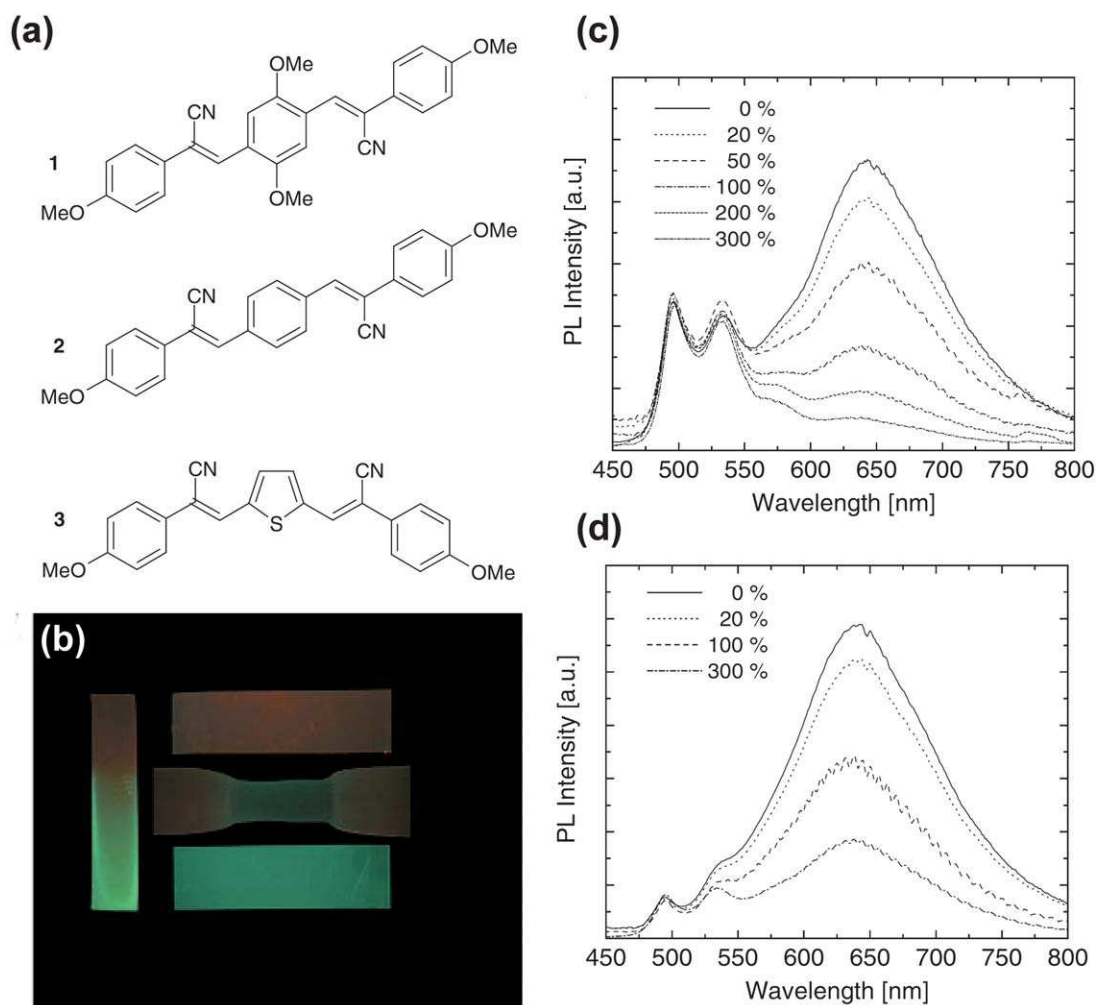 (a)
OMe
OMe
CN
1
CN
OMe
MeO
OMe
CN
2
CN
MeO
CN
CN
3
S
MeO
OMe
(b)
(c)
0 %
20 %
50 %
100 %
200 %
300 %
PL Intensity [a.u.]
450 500 550 600 650 700 750 800
Wavelength [nm]
(d)
0 %
20 %
100 %
300 %
PL Intensity [a.u.]
450 500 550 600 650 700 750 800
Wavelength [nm]